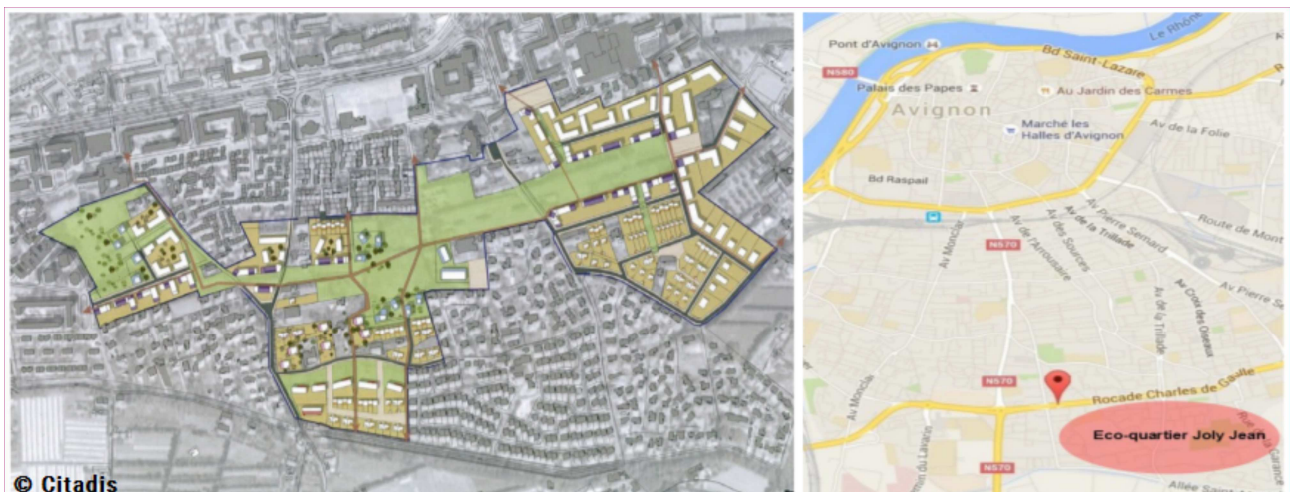 © Citadis
Pont d'Avignon
Le Rhône
Bd Saint-Lazare
N580
Palais des Papes
Au Jardin des Carmes
Avignon
Marché les
Halles d'Avignon
Av de la Folie
Bd Raspail
Av Monclar
N570
Av de l'Arrousaire
Av des Sources
Av de la Trillade
Av Pierre Semard
Route de Mont
Av de la Trillade
Av Croix des Oiseaux
Av Pierre Se
N570
Rocade Charles de Gaulle
Av Monclar
Eco-quartier Joly Jean
N570